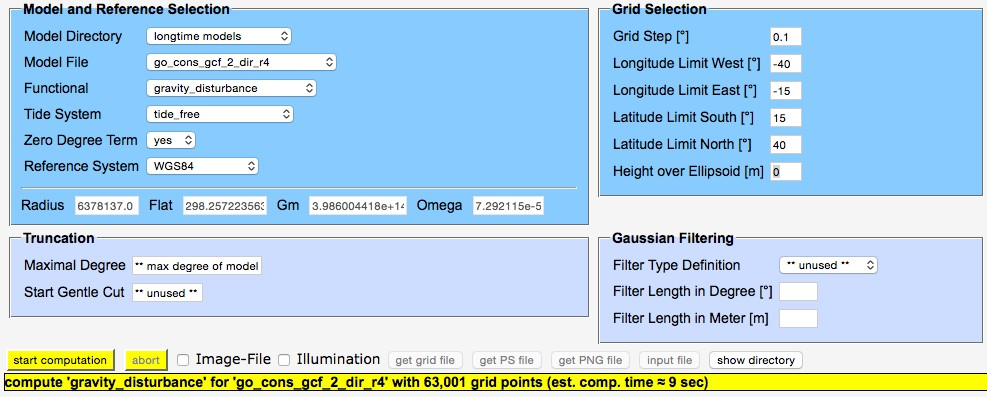 Model and Reference Selection
Model Directory longtime models
Model File go_cons_gcf_2_dir_r4
Functional gravity_disturbance
Tide System tide_free
Zero Degree Term yes
Reference System WGS84
Radius 6378137.0 Flat 298.257223563 Gm 3.986004418e+14 Omega 7.292115e-5
Grid Selection
Grid Step [°] 0.1
Longitude Limit West [°] -40
Longitude Limit East [°] -15
Latitude Limit South [°] 15
Latitude Limit North [°] 40
Height over Ellipsoid [m] 0
Truncation
Maximal Degree ** max degree of model
Start Gentle Cut ** unused **
Gaussian Filtering
Filter Type Definition ** unused **
Filter Length in Degree [°]
Filter Length in Meter [m]
start computation abort Image-File Illumination get grid file get PS file get PNG file input file show directory
compute 'gravity_disturbance' for 'go_cons_gcf_2_dir_r4' with 63,001 grid points (est. comp. time ≈ 9 sec)